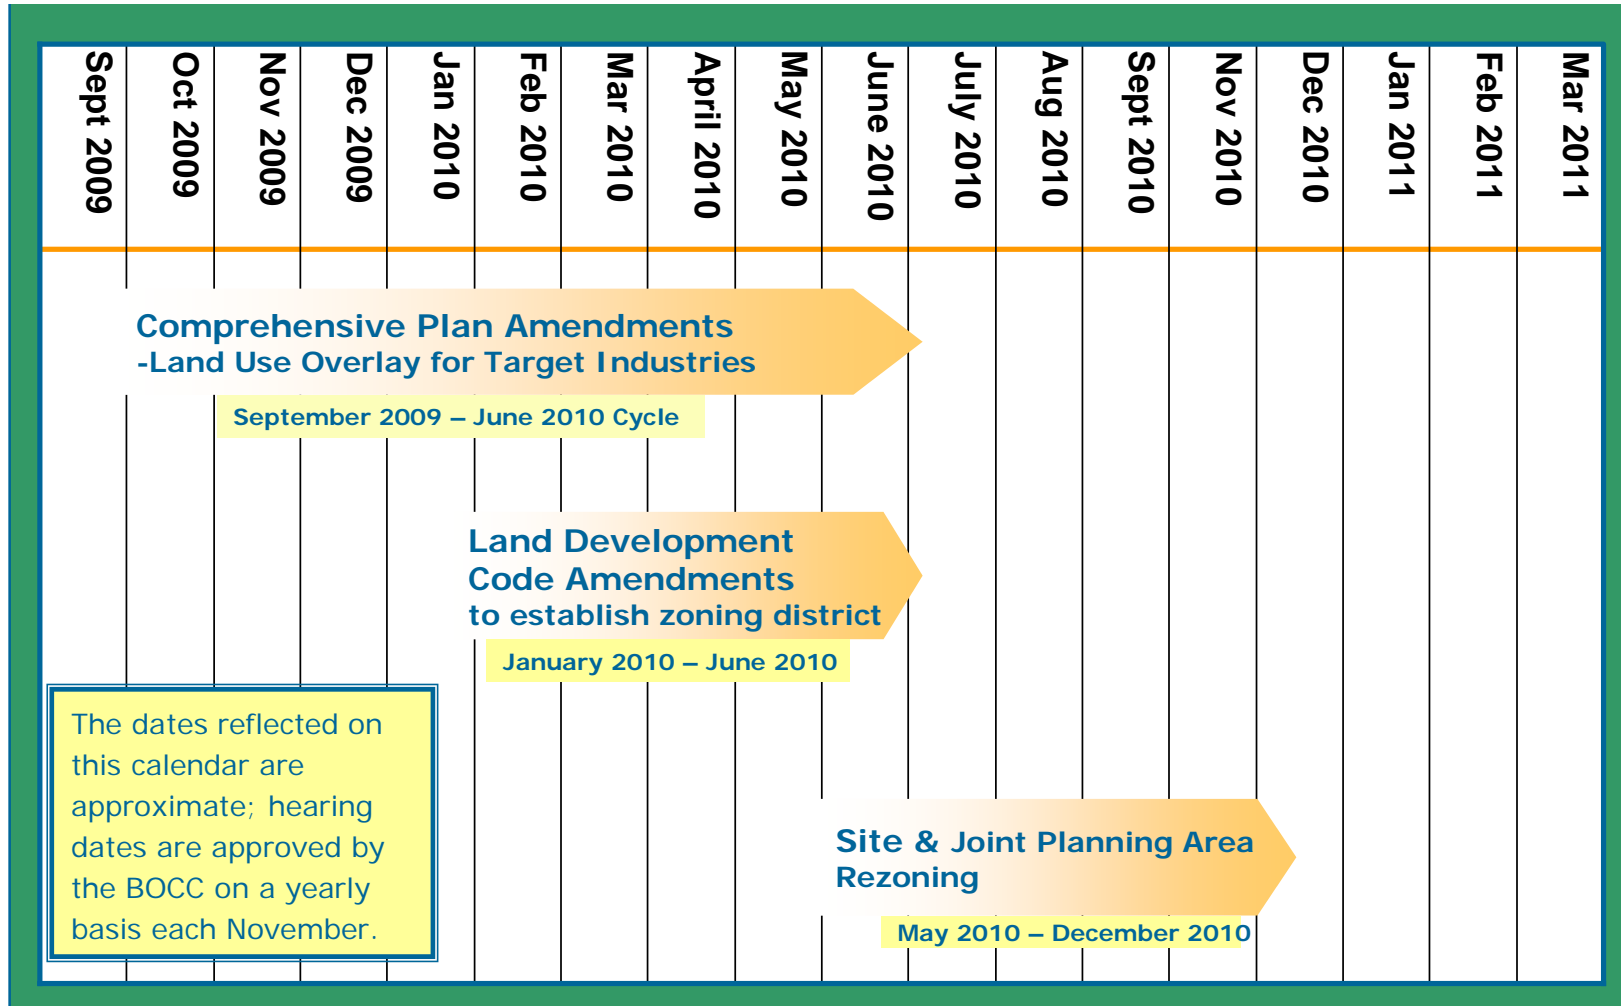 Sept 2009
Oct 2009
Nov 2009
Dec 2009
Jan 2010
Feb 2010
Mar 2010
April 2010
May 2010
June 2010
July 2010
Aug 2010
Sept 2010
Nov 2010
Dec 2010
Jan 2011
Feb 2011
Mar 2011
Comprehensive Plan Amendments
-Land Use Overlay for Target Industries
September 2009 – June 2010 Cycle
Land Development
Code Amendments
to establish zoning district
January 2010 – June 2010
The dates reflected on
this calendar are
approximate; hearing
dates are approved by
the BOCC on a yearly
basis each November.
Site & Joint Planning Area
Rezoning
May 2010 – December 2010